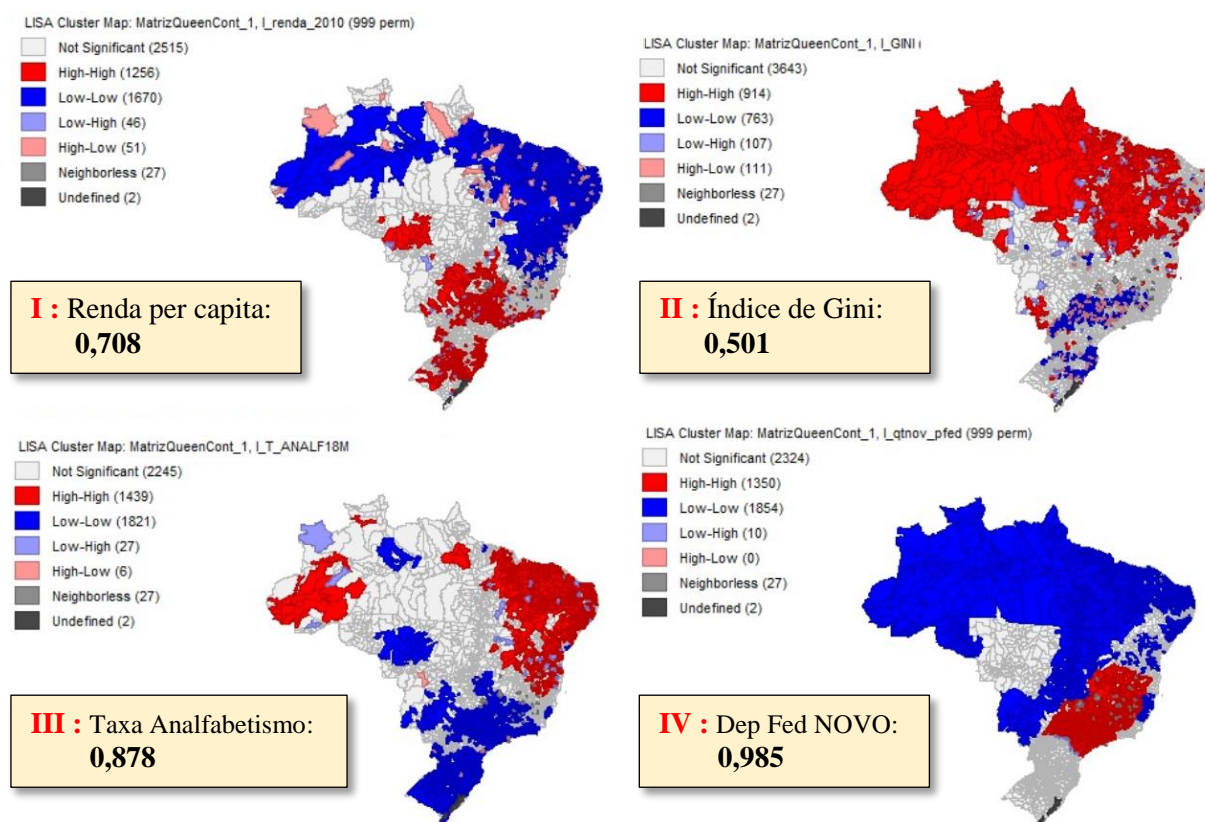 LISA Cluster Map: MatrizQueenCont_1, I_renda_2010 (999 perm)
Not Significant (2515)
High-High (1256)
Low-Low (1670)
Low-High (46)
High-Low (51)
Neighborless (27)
Undefined (2)
I : Renda per capita:
0,708
LISA Cluster Map: MatrizQueenCont_1, I_GINI (
Not Significant (3643)
High-High (914)
Low-Low (763)
Low-High (107)
High-Low (111)
Neighborless (27)
Undefined (2)
II : Índice de Gini:
0,501
LISA Cluster Map: MatrizQueenCont_1, I_T_ANALF18M
Not Significant (2245)
High-High (1439)
Low-Low (1821)
Low-High (27)
High-Low (6)
Neighborless (27)
Undefined (2)
III : Taxa Analfabetismo:
0,878
LISA Cluster Map: MatrizQueenCont_1, I_qtnov_pfed (999 perm)
Not Significant (2324)
High-High (1350)
Low-Low (1854)
Low-High (10)
High-Low (0)
Neighborless (27)
Undefined (2)
IV : Dep Fed NOVO:
0,985